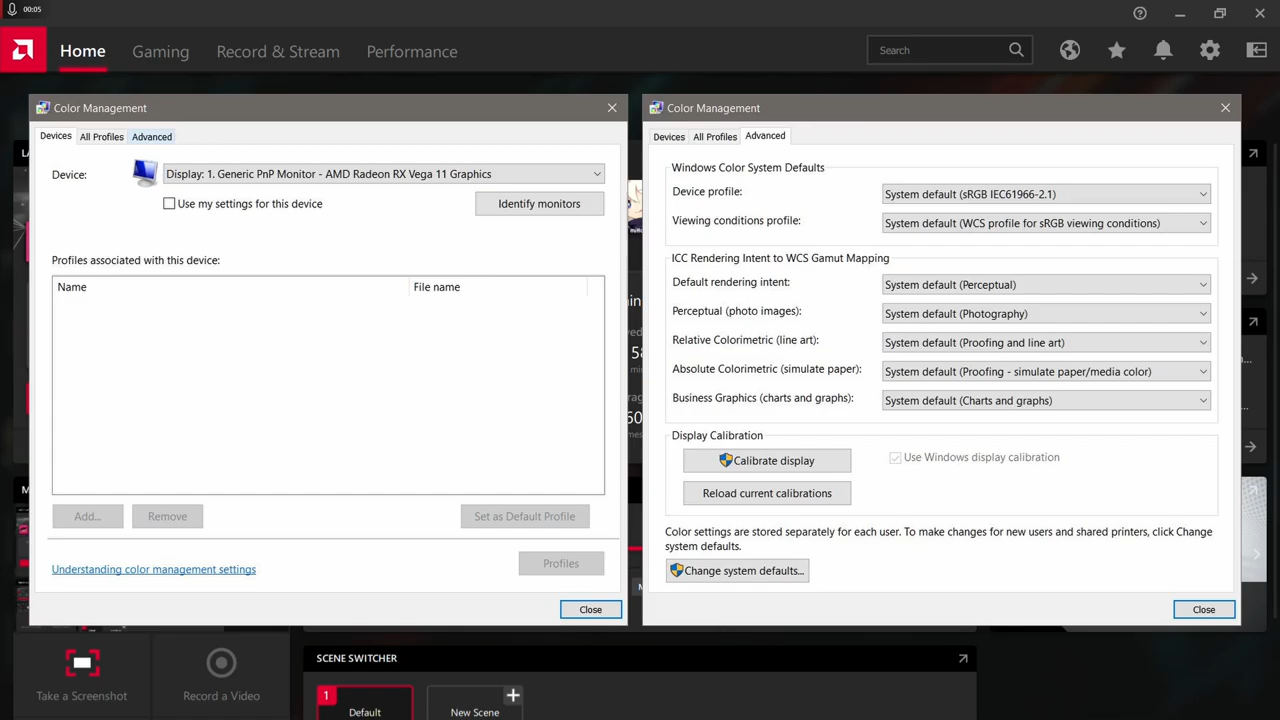 00:05
Home
Gaming
Record & Stream
Performance
Search
Color Management
Devices
All Profiles
Advanced
Device:
Display: 1. Generic PnP Monitor - AMD Radeon RX Vega 11 Graphics
Use my settings for this device
Identify monitors
Profiles associated with this device:
Name
File name
Add...
Remove
Set as Default Profile
Understanding color management settings
Profiles
Close
Color Management
Devices
All Profiles
Advanced
Windows Color System Defaults
Device profile:
System default (sRGB IEC61966-2.1)
Viewing conditions profile:
System default (WCS profile for sRGB viewing conditions)
ICC Rendering Intent to WCS Gamut Mapping
Default rendering intent:
System default (Perceptual)
Perceptual (photo images):
System default (Photography)
Relative Colorimetric (line art):
System default (Proofing and line art)
Absolute Colorimetric (simulate paper):
System default (Proofing - simulate paper/media color)
Business Graphics (charts and graphs):
System default (Charts and graphs)
Display Calibration
Calibrate display
Use Windows display calibration
Reload current calibrations
Color settings are stored separately for each user. To make changes for new users and shared printers, click Change
system defaults.
Change system defaults...
Close
Take a Screenshot
Record a Video
SCENE SWITCHER
1
Default
New Scene